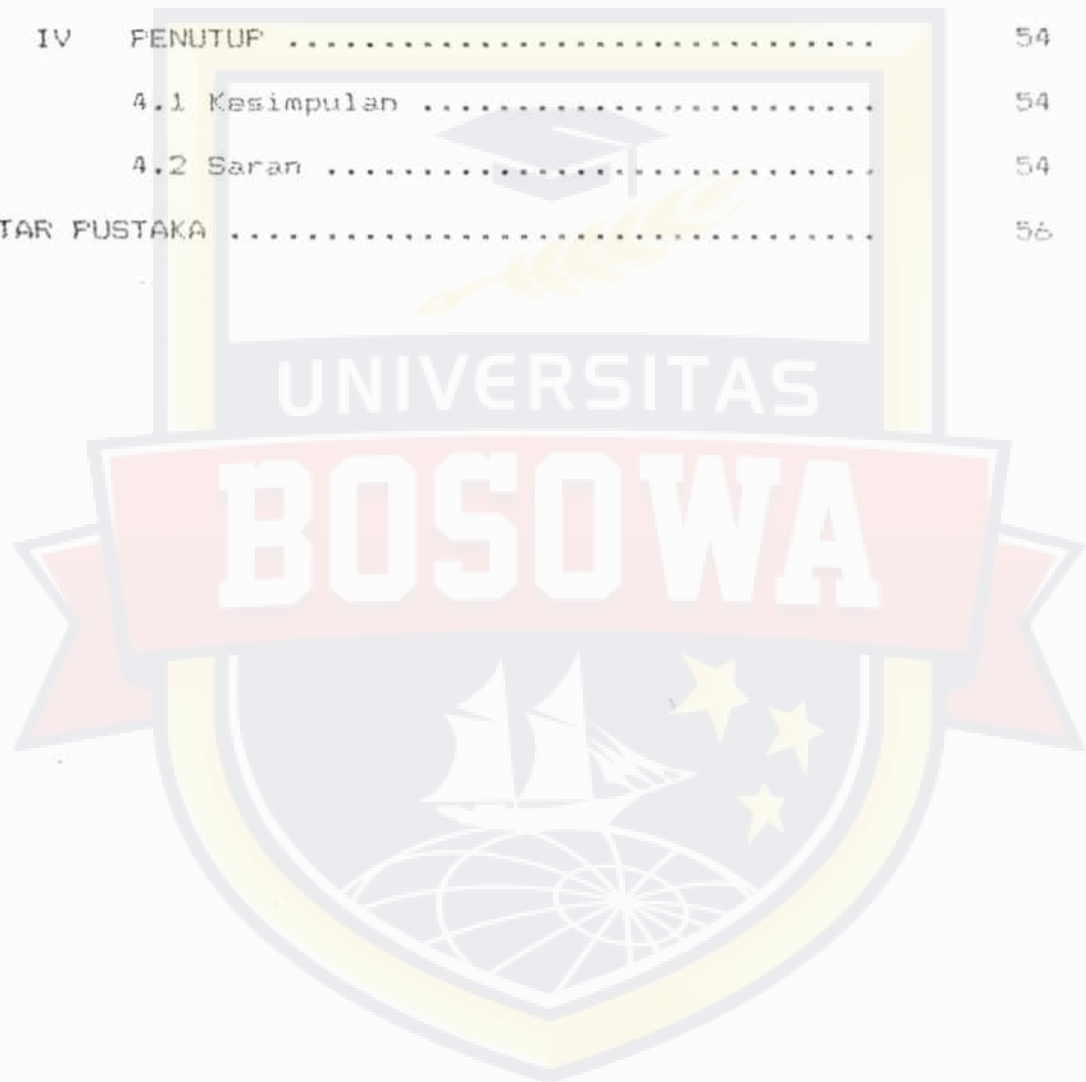 IV PENUTUP .................................... 54
4.1 Kesimpulan ............................ 54
4.2 Saran .................................. 54
TAR PUSTAKA ........................................ 56
UNIVERSITAS
BOSOWA